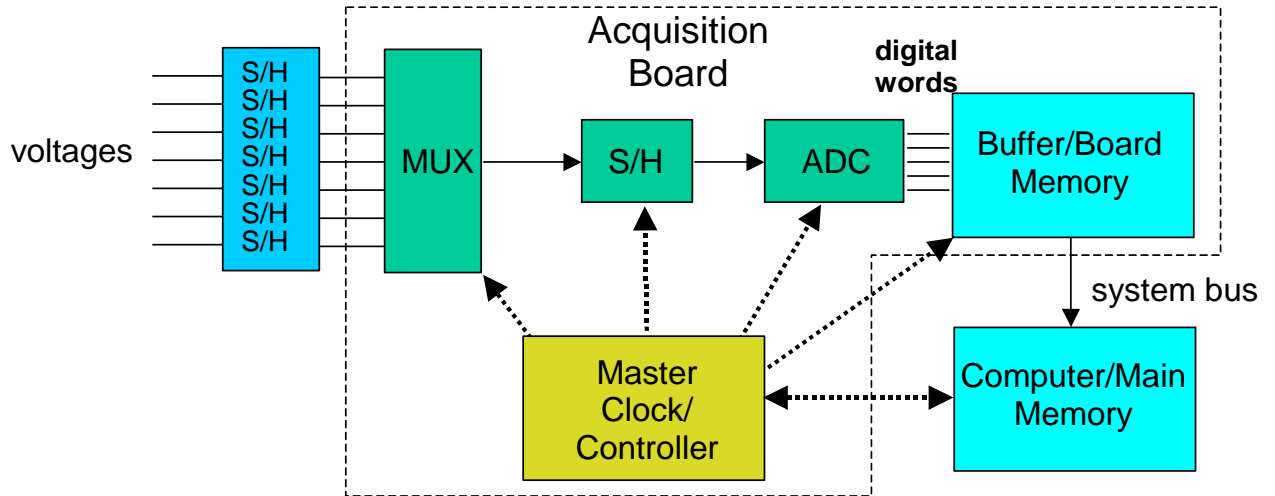 Acquisition
Board
digital
words
voltages
S/H
S/H
S/H
S/H
S/H
S/H
S/H
MUX
S/H
ADC
Buffer/Board
Memory
system bus
Master
Clock/
Controller
Computer/Main
Memory